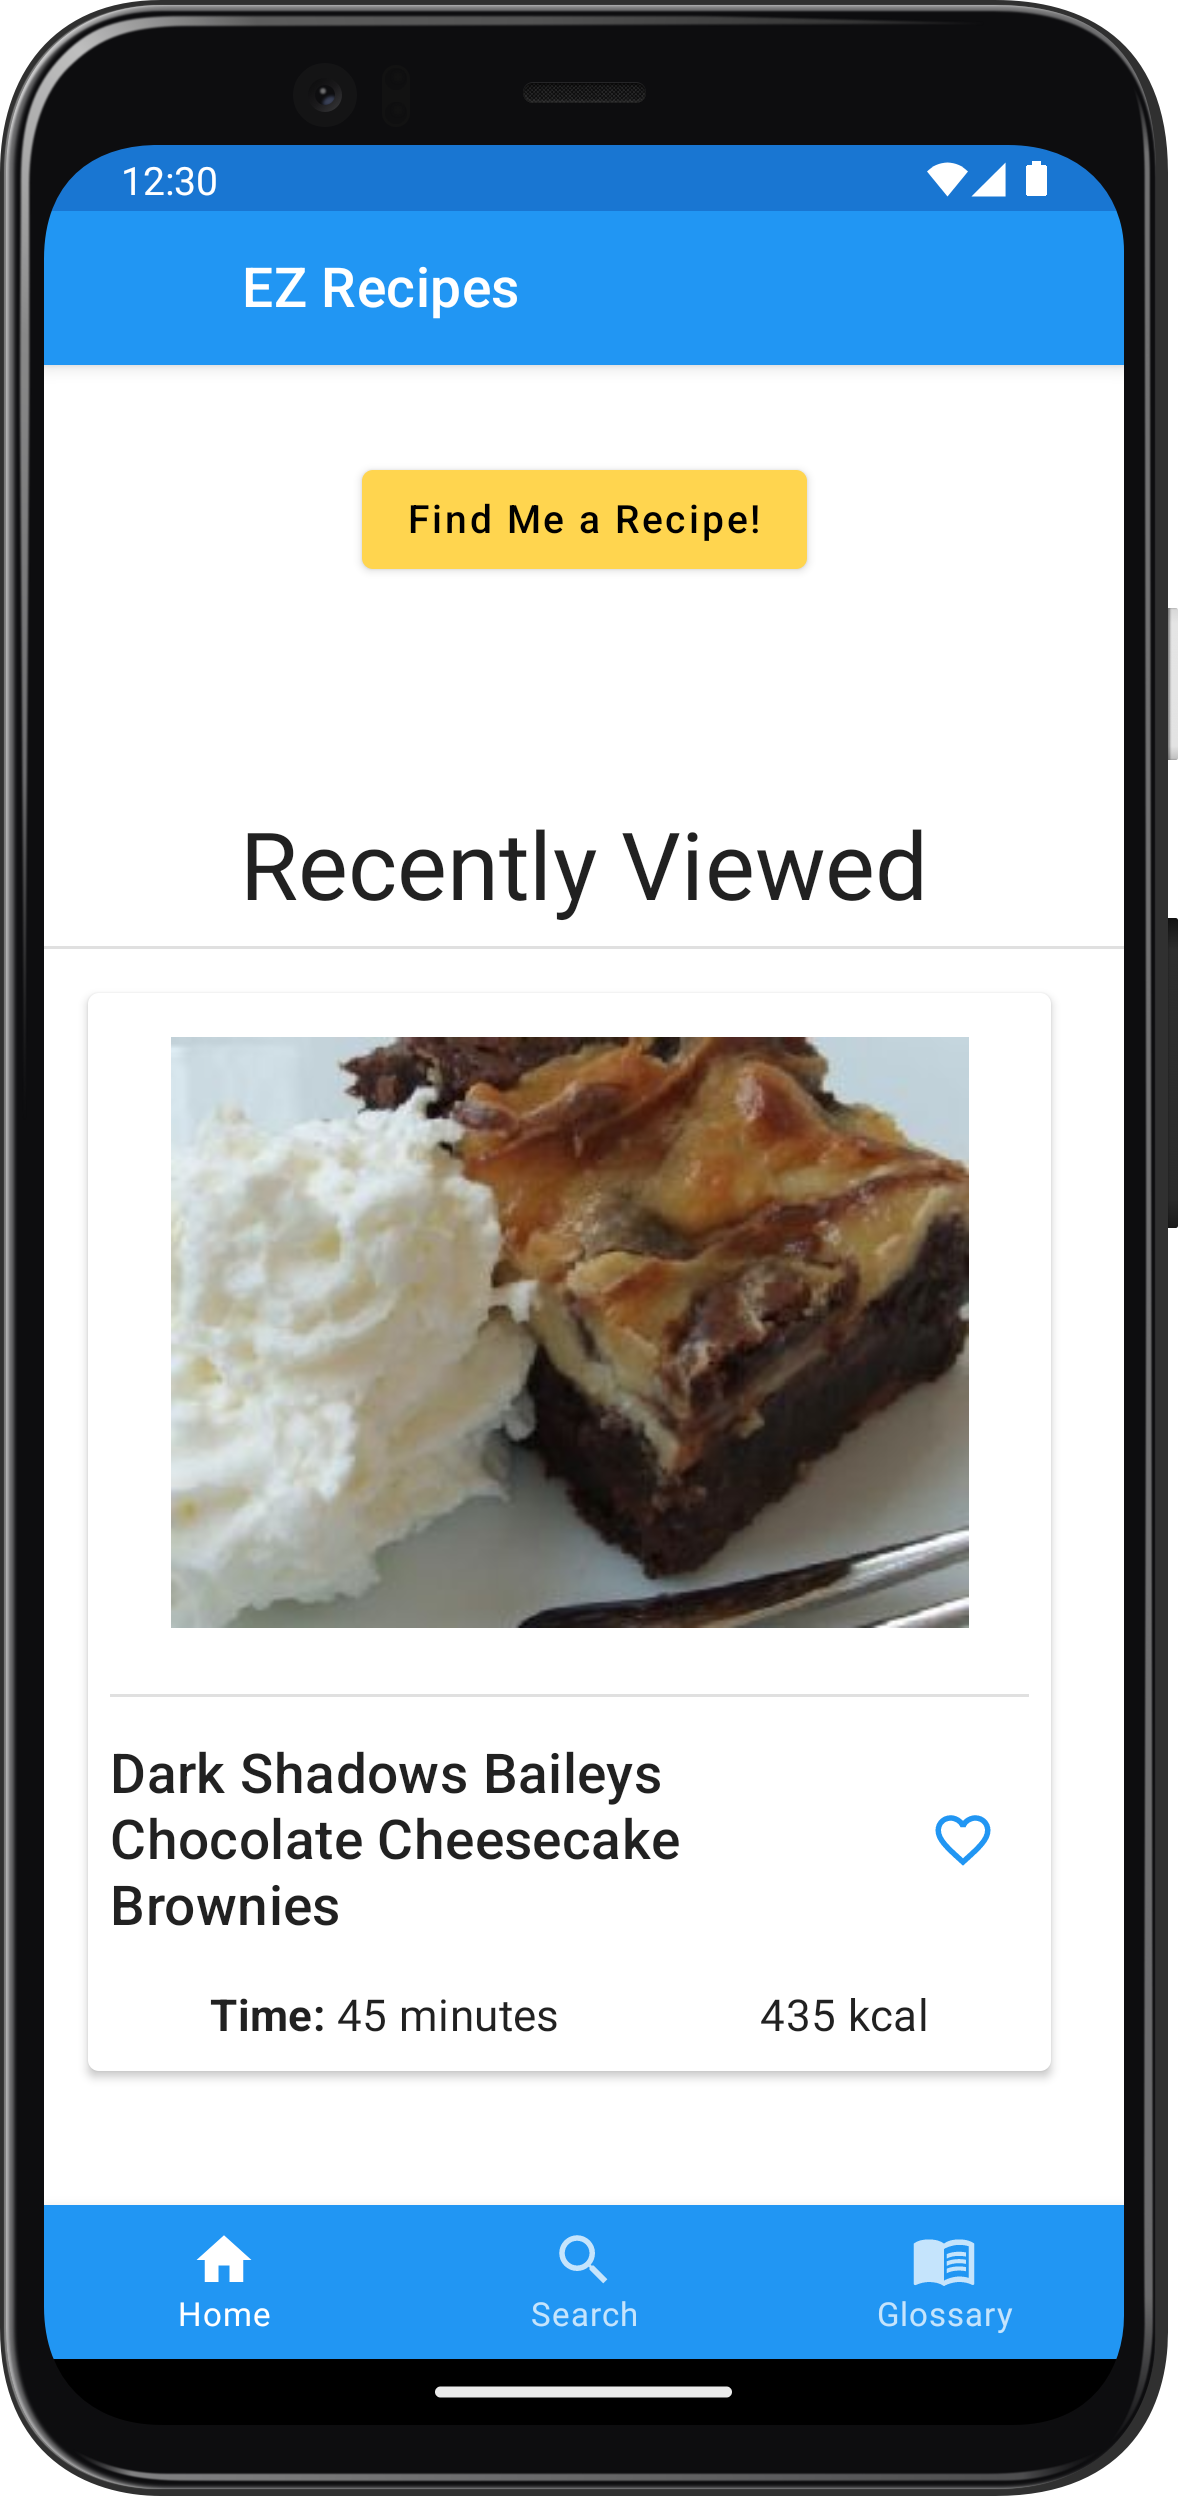 12:30
EZ Recipes
Find Me a Recipe!
Recently Viewed
Dark Shadows Baileys
Chocolate Cheesecake
Brownies
Time: 45 minutes 435 kcal
Home Search Glossary